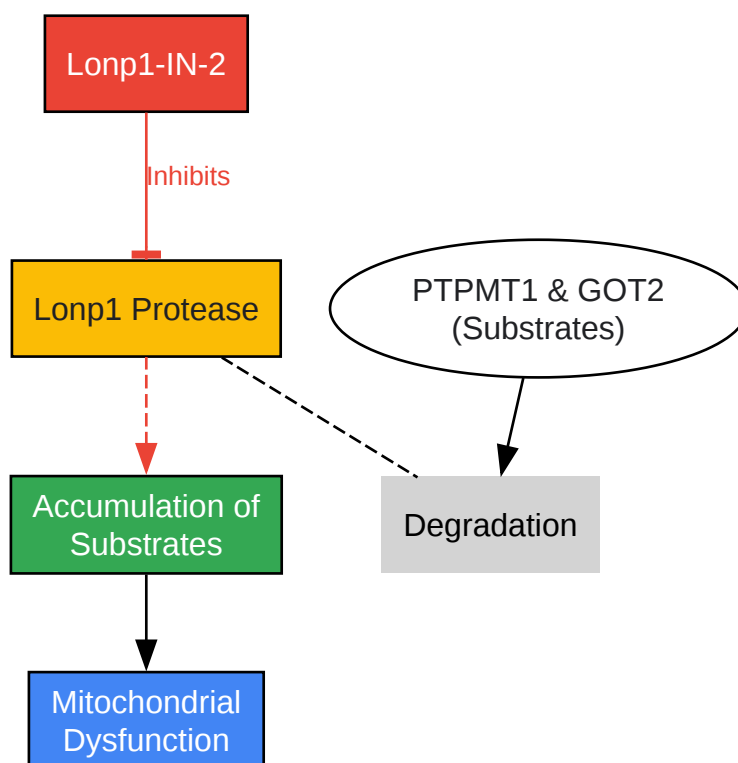 Lonp1-IN-2
Inhibits
Lonp1 Protease
PTPMT1 & GOT2
(Substrates)
Accumulation of
Substrates
Degradation
Mitochondrial
Dysfunction